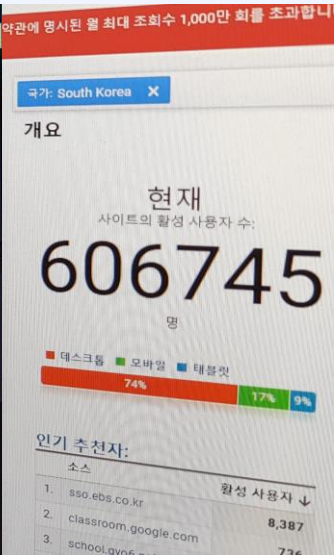 약관에 명시된 월 최대 조회수 1,000만 회를 초과합니
국가: South Korea ✕
개요
현재
사이트의 활성 사용자 수:
606745
명
데스크톱 모바일 태블릿
74% 17% 9%
인기 추천자:
소스 활성 사용자 ↓
1. sso.ebs.co.kr 8,387
2. classroom.google.com 726
3.